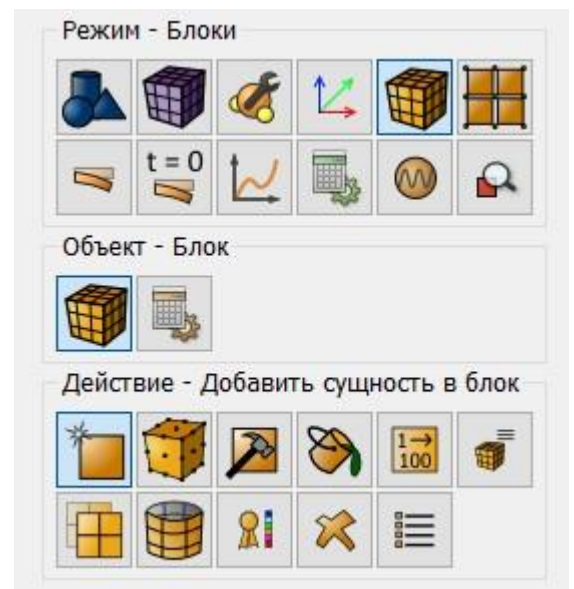 Режим - Блоки
t = 0
Объект - Блок
Действие - Добавить сущность в блок
1→
100